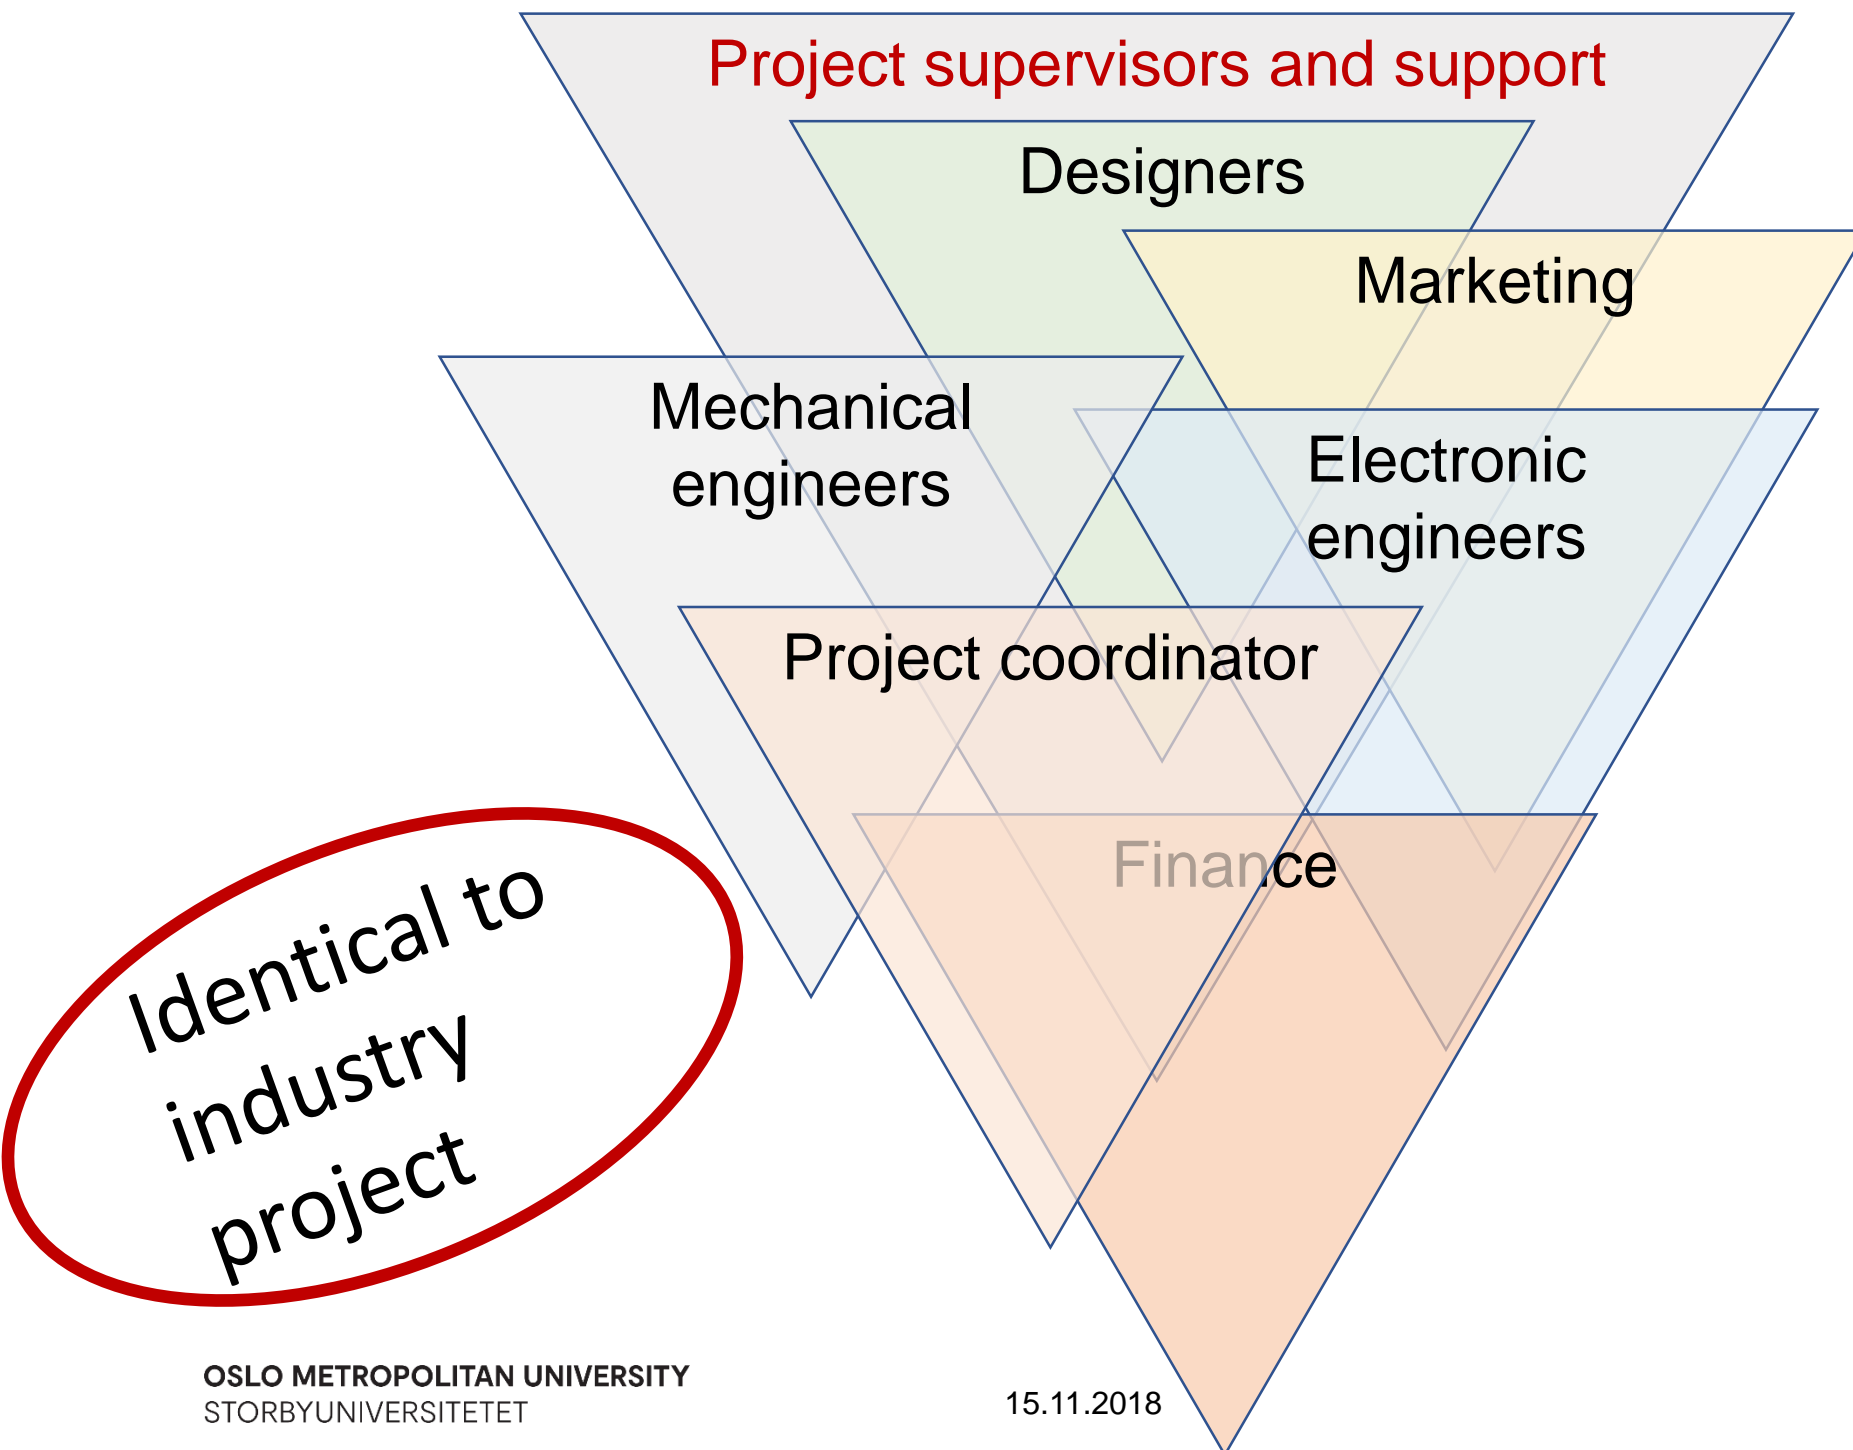 Project supervisors and support
Designers
Marketing
Mechanical
engineers
Electronic
engineers
Project coordinator
Finance
Identical to
industry
project
OSLO METROPOLITAN UNIVERSITY
STORBYUNIVERSITETET
15.11.2018